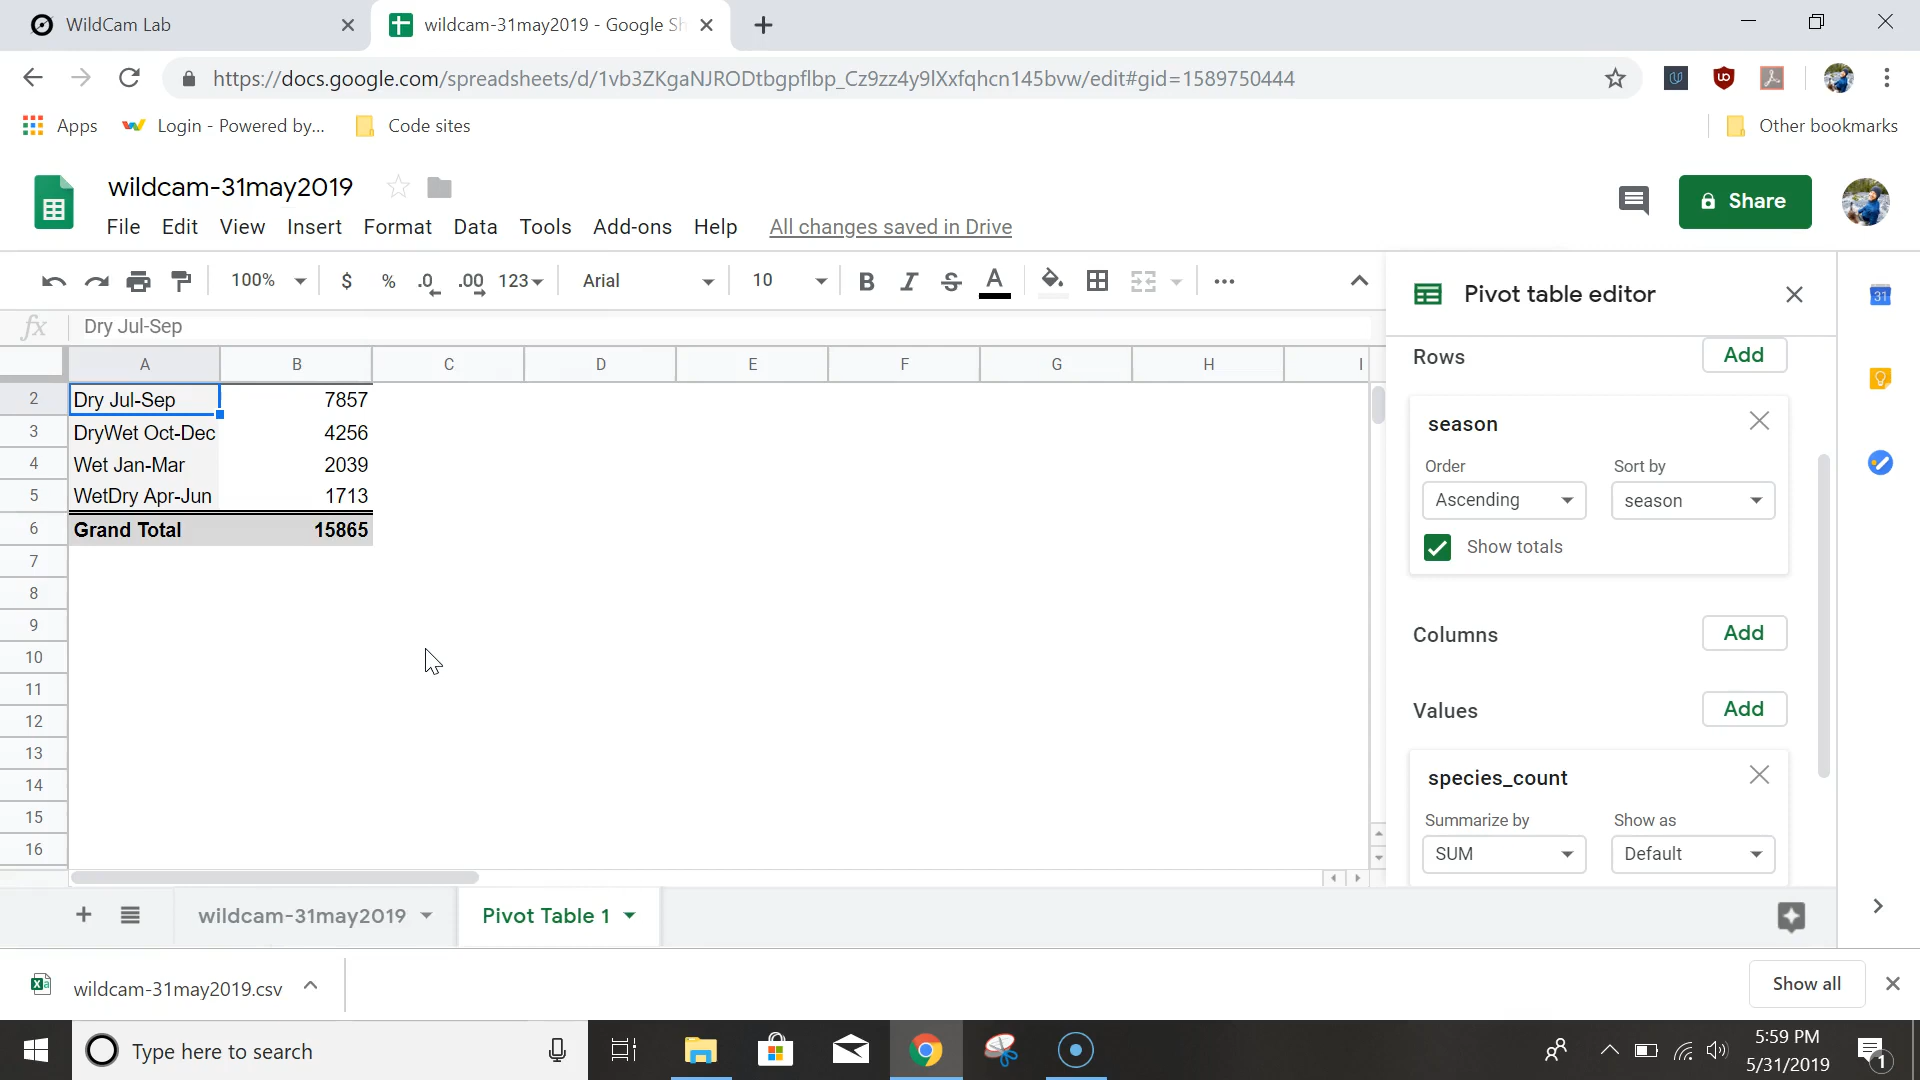 WildCam Lab
wildcam-31may2019 - Google Sh
https://docs.google.com/spreadsheets/d/1vb3ZKgaNJRODtbgpflbp_Cz9zz4y9lXxfqhcn145bvw/edit#gid=1589750444
Apps Login - Powered by... Code sites Other bookmarks
wildcam-31may2019
Share
File Edit View Insert Format Data Tools Add-ons Help All changes saved in Drive
100% $ % .0 .00 123 Arial 10 B I S A ...
Pivot table editor
31
fx Dry Jul-Sep
A B C D E F G H I
2 Dry Jul-Sep 7857
3 DryWet Oct-Dec 4256
4 Wet Jan-Mar 2039
5 WetDry Apr-Jun 1713
6 Grand Total 15865
7
8
9
10
11
12
13
14
15
16
Rows Add
season
Order Sort by
Ascending season
Show totals
Columns Add
Values Add
species_count
Summarize by Show as
SUM Default
wildcam-31may2019 Pivot Table 1
wildcam-31may2019.csv
Show all
Type here to search
5:59 PM
5/31/2019
1